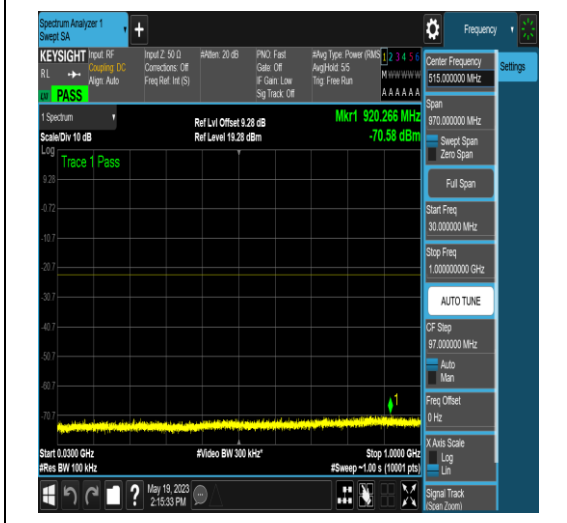 Spectrum Analyzer 1
Swept SA
+
Frequency
KEYSIGHT
Input: RF
Coupling: DC
Align: Auto
Input Z: 50 Ω
Corrections: Off
Freq Ref: Int (S)
#Atten: 20 dB
PNO: Fast
Gate: Off
IF Gain: Low
Sig Track: Off
#Avg Type: Power (RMS
Avg|Hold: 5/5
Trig: Free Run
1 2 3 4 5 6
M W W W W W
A A A A A A
RL
PASS
1 Spectrum
Scale/Div 10 dB
Ref Lvl Offset 9.28 dB
Ref Level 19.28 dBm
Mkr1 920.266 MHz
-70.58 dBm
Log
Trace 1 Pass
9.28
-0.72
-10.7
-20.7
-30.7
-40.7
-50.7
-60.7
-70.7
1
Start 0.0300 GHz
#Res BW 100 kHz
#Video BW 300 kHz*
Stop 1.0000 GHz
#Sweep ~1.00 s (10001 pts)
?
May 19, 2023
2:15:33 PM
Center Frequency
515.000000 MHz
Settings
Span
970.000000 MHz
Swept Span
Zero Span
Full Span
Start Freq
30.000000 MHz
Stop Freq
1.000000000 GHz
AUTO TUNE
CF Step
97.000000 MHz
Auto
Man
Freq Offset
0 Hz
X Axis Scale
Log
Lin
Signal Track
(Span Zoom)